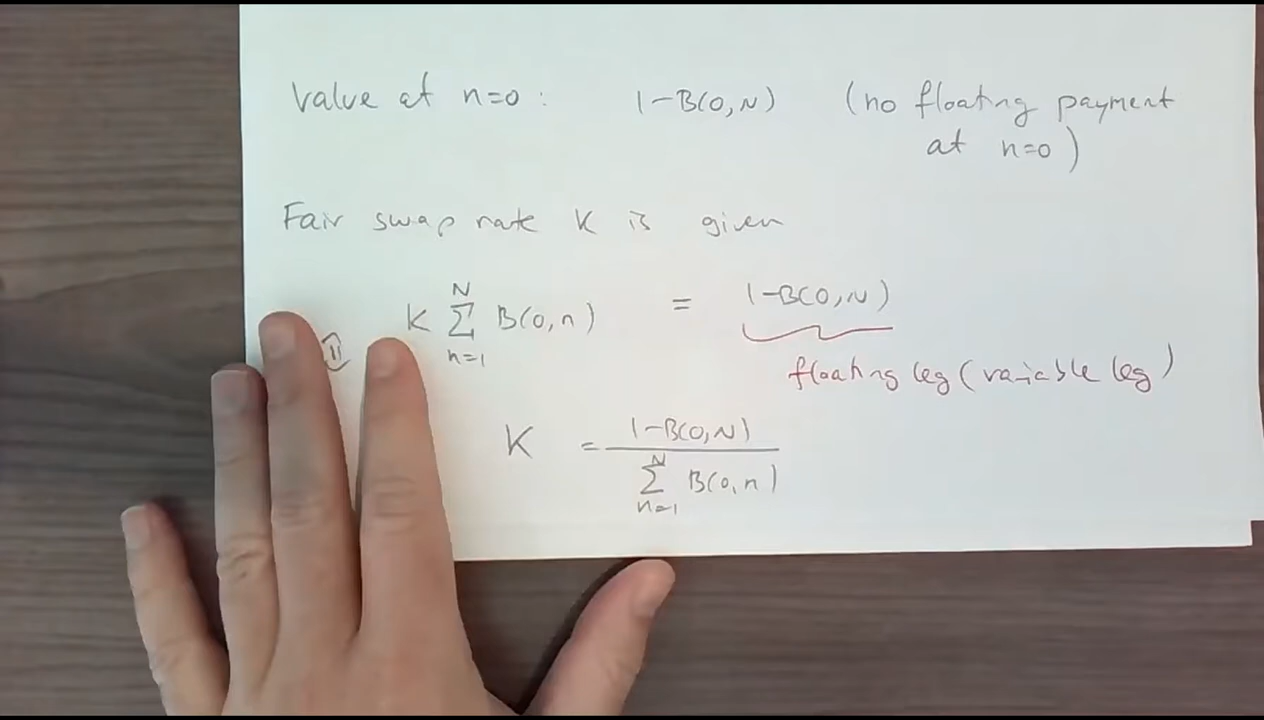 Value at n=0 : 1-B(0,N) (no floating payment
at n=0)
Fair swap rate K is given
K ∑_{n=1}^{N} B(0,n) = 1-B(0,N)
floating leg (variable leg)
K = \frac{1-B(0,N)}{∑_{n=1}^{N} B(0,n)}